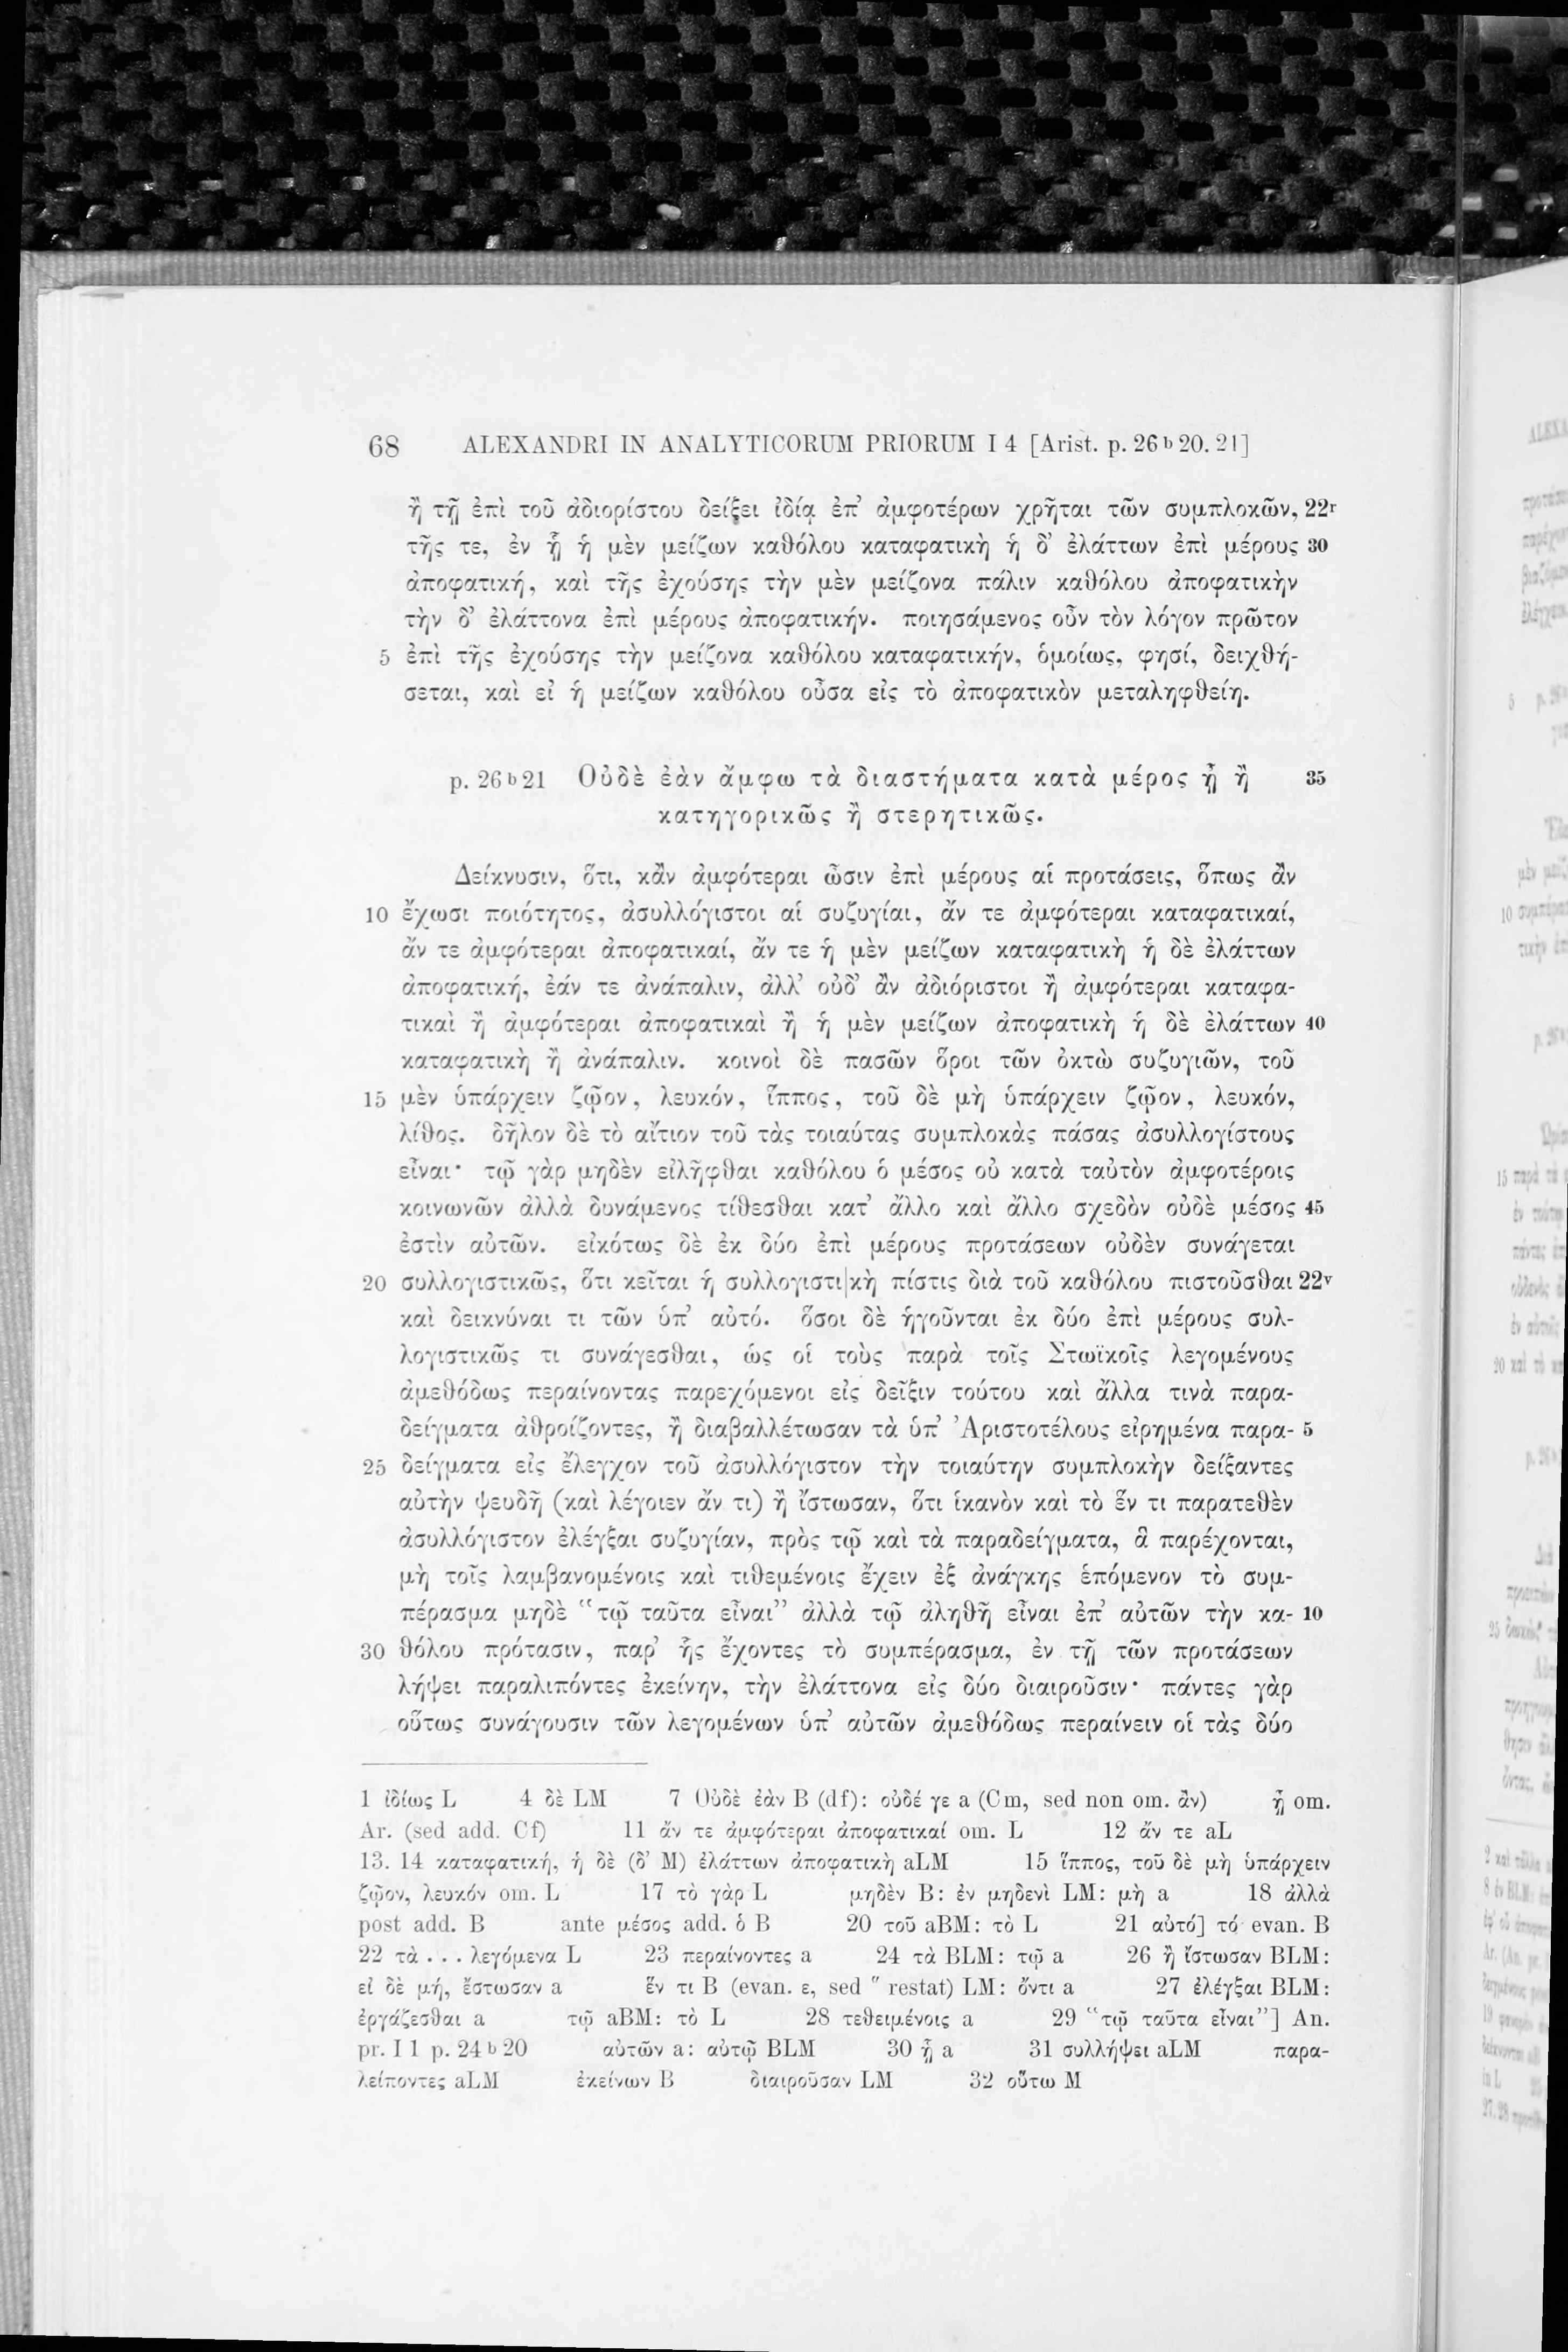 68 ALEXANDRI IN ANALYTICORUM PRIORUM I 4 [Arist. p. 26 b 20. 21]
ἢ τῇ ἐπὶ τοῦ ἀδιορίστου δείξει ἰδίᾳ ἐπ’ ἀμφοτέρων χρῆται τῶν συμπλοκῶν, 22r
τῆς τε, ἐν ᾗ ἡ μὲν μείζων καθόλου καταφατικὴ ἡ δ’ ἐλάττων ἐπὶ μέρους 30
ἀποφατική, καὶ τῆς ἐχούσης τὴν μὲν μείζονα πάλιν καθόλου ἀποφατικὴν
τὴν δ’ ἐλάττονα ἐπὶ μέρους ἀποφατικήν. ποιησάμενος οὖν τὸν λόγον πρῶτον
5 ἐπὶ τῆς ἐχούσης τὴν μείζονα καθόλου καταφατικήν, ὁμοίως, φησί, δειχθή-
σεται, καὶ εἰ ἡ μείζων καθόλου οὖσα εἰς τὸ ἀποφατικὸν μεταληφθείη.
p. 26 b 21 Οὐδὲ ἐὰν ἄμφω τὰ διαστήματα κατὰ μέρος ᾖ ἢ 35
κατηγορικῶς ἢ στερητικῶς.
Δείκνυσιν, ὅτι, κἂν ἀμφότεραι ὦσιν ἐπὶ μέρους αἱ προτάσεις, ὅπως ἂν
10 ἔχωσι ποιότητος, ἀσυλλόγιστοι αἱ συζυγίαι, ἄν τε ἀμφότεραι καταφατικαί,
ἄν τε ἀμφότεραι ἀποφατικαί, ἄν τε ἡ μὲν μείζων καταφατικὴ ἡ δὲ ἐλάττων
ἀποφατική, ἐάν τε ἀνάπαλιν, ἀλλ’ οὐδ’ ἂν ἀδιόριστοι ἢ ἀμφότεραι καταφα-
τικαὶ ἢ ἀμφότεραι ἀποφατικαὶ ἢ ἡ μὲν μείζων ἀποφατικὴ ἡ δὲ ἐλάττων 40
καταφατικὴ ἢ ἀνάπαλιν. κοινοὶ δὲ πασῶν ὅροι τῶν ὀκτὼ συζυγιῶν, τοῦ
15 μὲν ὑπάρχειν ζῷον, λευκόν, ἵππος, τοῦ δὲ μὴ ὑπάρχειν ζῷον, λευκόν,
λίθος. δῆλον δὲ τὸ αἴτιον τοῦ τὰς τοιαύτας συμπλοκὰς πάσας ἀσυλλογίστους
εἶναι· τῷ γὰρ μηδὲν εἰλῆφθαι καθόλου ὁ μέσος οὐ κατὰ ταὐτὸν ἀμφοτέροις
κοινωνῶν ἀλλὰ δυνάμενος τίθεσθαι κατ’ ἄλλο καὶ ἄλλο σχεδὸν οὐδὲ μέσος 45
ἐστὶν αὐτῶν. εἰκότως δὲ ἐκ δύο ἐπὶ μέρους προτάσεων οὐδὲν συνάγεται
20 συλλογιστικῶς, ὅτι κεῖται ἡ συλλογιστι|κὴ πίστις διὰ τοῦ καθόλου πιστοῦσθαι 22v
καὶ δεικνύναι τι τῶν ὑπ’ αὐτό. ὅσοι δὲ ἡγοῦνται ἐκ δύο ἐπὶ μέρους συλ-
λογιστικῶς τι συνάγεσθαι, ὡς οἱ τοὺς παρὰ τοῖς Στωϊκοῖς λεγομένους
ἀμεθόδως περαίνοντας παρεχόμενοι εἰς δεῖξιν τούτου καὶ ἄλλα τινὰ παρα-
δείγματα ἀθροίζοντες, ἢ διαβαλλέτωσαν τὰ ὑπ’ Ἀριστοτέλους εἰρημένα παρα- 5
25 δείγματα εἰς ἔλεγχον τοῦ ἀσυλλόγιστον τὴν τοιαύτην συμπλοκὴν δείξαντες
αὐτὴν ψευδῆ (καὶ λέγοιεν ἄν τι) ἢ ἴστωσαν, ὅτι ἱκανὸν καὶ τὸ ἕν τι παρατεθὲν
ἀσυλλόγιστον ἐλέγξαι συζυγίαν, πρὸς τῷ καὶ τὰ παραδείγματα, ἃ παρέχονται,
μὴ τοῖς λαμβανομένοις καὶ τιθεμένοις ἔχειν ἐξ ἀνάγκης ἑπόμενον τὸ συμ-
πέρασμα μηδὲ “τῷ ταῦτα εἶναι” ἀλλὰ τῷ ἀληθῆ εἶναι ἐπ’ αὐτῶν τὴν κα- 10
30 θόλου πρότασιν, παρ’ ἧς ἔχοντες τὸ συμπέρασμα, ἐν τῇ τῶν προτάσεων
λήψει παραλιπόντες ἐκείνην, τὴν ἐλάττονα εἰς δύο διαιροῦσιν· πάντες γὰρ
οὕτως συνάγουσιν τῶν λεγομένων ὑπ’ αὐτῶν ἀμεθόδως περαίνειν οἱ τὰς δύο
1 ἰδίως L 4 δὲ LM 7 Οὐδὲ ἐὰν B (df): οὐδέ γε a (Cm, sed non om. ἂν) ᾖ om.
Ar. (sed add. Cf) 11 ἄν τε ἀμφότεραι ἀποφατικαί om. L 12 ἄν τε aL
13. 14 καταφατική, ἡ δὲ (δ’ M) ἐλάττων ἀποφατικὴ aLM 15 ἵππος, τοῦ δὲ μὴ ὑπάρχειν
ζῷον, λευκόν om. L 17 τὸ γὰρ L μηδὲν B: ἐν μηδενὶ LM: μὴ a 18 ἀλλὰ
post add. B ante μέσος add. ὁ B 20 τοῦ aBM: τὸ L 21 αὐτό] τό evan. B
22 τὰ . . . λεγόμενα L 23 περαίνοντες a 24 τὰ BLM: τῷ a 26 ἢ ἴστωσαν BLM:
εἰ δὲ μή, ἔστωσαν a ἕν τι B (evan. ε, sed ῞ restat) LM: ὄντι a 27 ἐλέγξαι BLM:
ἐργάζεσθαι a τῷ aBM: τὸ L 28 τεθειμένοις a 29 “τῷ ταῦτα εἶναι”] An.
pr. I 1 p. 24 b 20 αὐτῶν a: αὐτῷ BLM 30 ᾗ a 31 συλλήψει aLM παρα-
λείποντες aLM ἐκείνων B διαιροῦσαν LM 32 οὕτω M